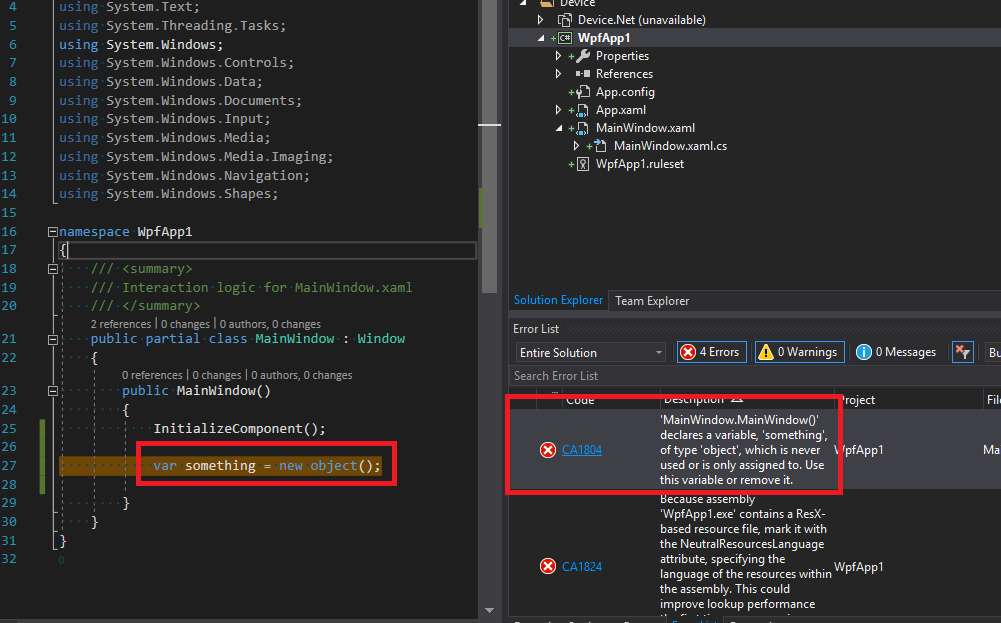 4 using System.Text;
5 using System.Threading.Tasks;
6 using System.Windows;
7 using System.Windows.Controls;
8 using System.Windows.Data;
9 using System.Windows.Documents;
10 using System.Windows.Input;
11 using System.Windows.Media;
12 using System.Windows.Media.Imaging;
13 using System.Windows.Navigation;
14 using System.Windows.Shapes;
15
16 namespace WpfApp1
17 {
18 /// <summary>
19 /// Interaction logic for MainWindow.xaml
20 /// </summary>
2 references | 0 changes | 0 authors, 0 changes
21 public partial class MainWindow : Window
22 {
0 references | 0 changes | 0 authors, 0 changes
23 public MainWindow()
24 {
25 InitializeComponent();
26
27 var something = new object();
28
29 }
30 }
31 }
32
Device
Device.Net (unavailable)
WpfApp1
Properties
References
App.config
App.xaml
MainWindow.xaml
MainWindow.xaml.cs
WpfApp1.ruleset
Solution Explorer Team Explorer
Error List
Entire Solution 4 Errors 0 Warnings 0 Messages Bu
Search Error List
Code Description Project File
CA1804
'MainWindow.MainWindow()'
declares a variable, 'something',
of type 'object', which is never
used or is only assigned to. Use
this variable or remove it.
WpfApp1 Ma
CA1824
Because assembly
'WpfApp1.exe' contains a ResX-
based resource file, mark it with
the NeutralResourcesLanguage
attribute, specifying the
language of the resources within
the assembly. This could
improve lookup performance
WpfApp1